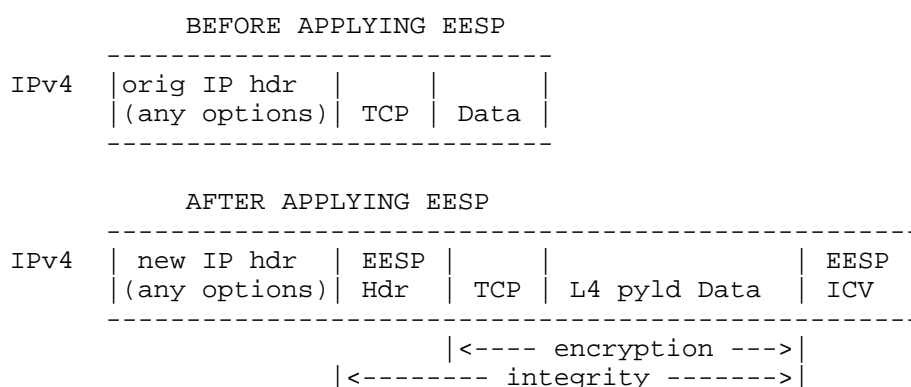 BEFORE APPLYING EESP
-----------------------------
IPv4 |orig IP hdr | | |
|(any options)| TCP | Data |
-----------------------------
AFTER APPLYING EESP
---------------------------------------------------
IPv4 | new IP hdr | EESP | | | EESP
|(any options)| Hdr | TCP | L4 pyld Data | ICV
---------------------------------------------------
|<---- encryption --->|
|<-------- integrity ------->|